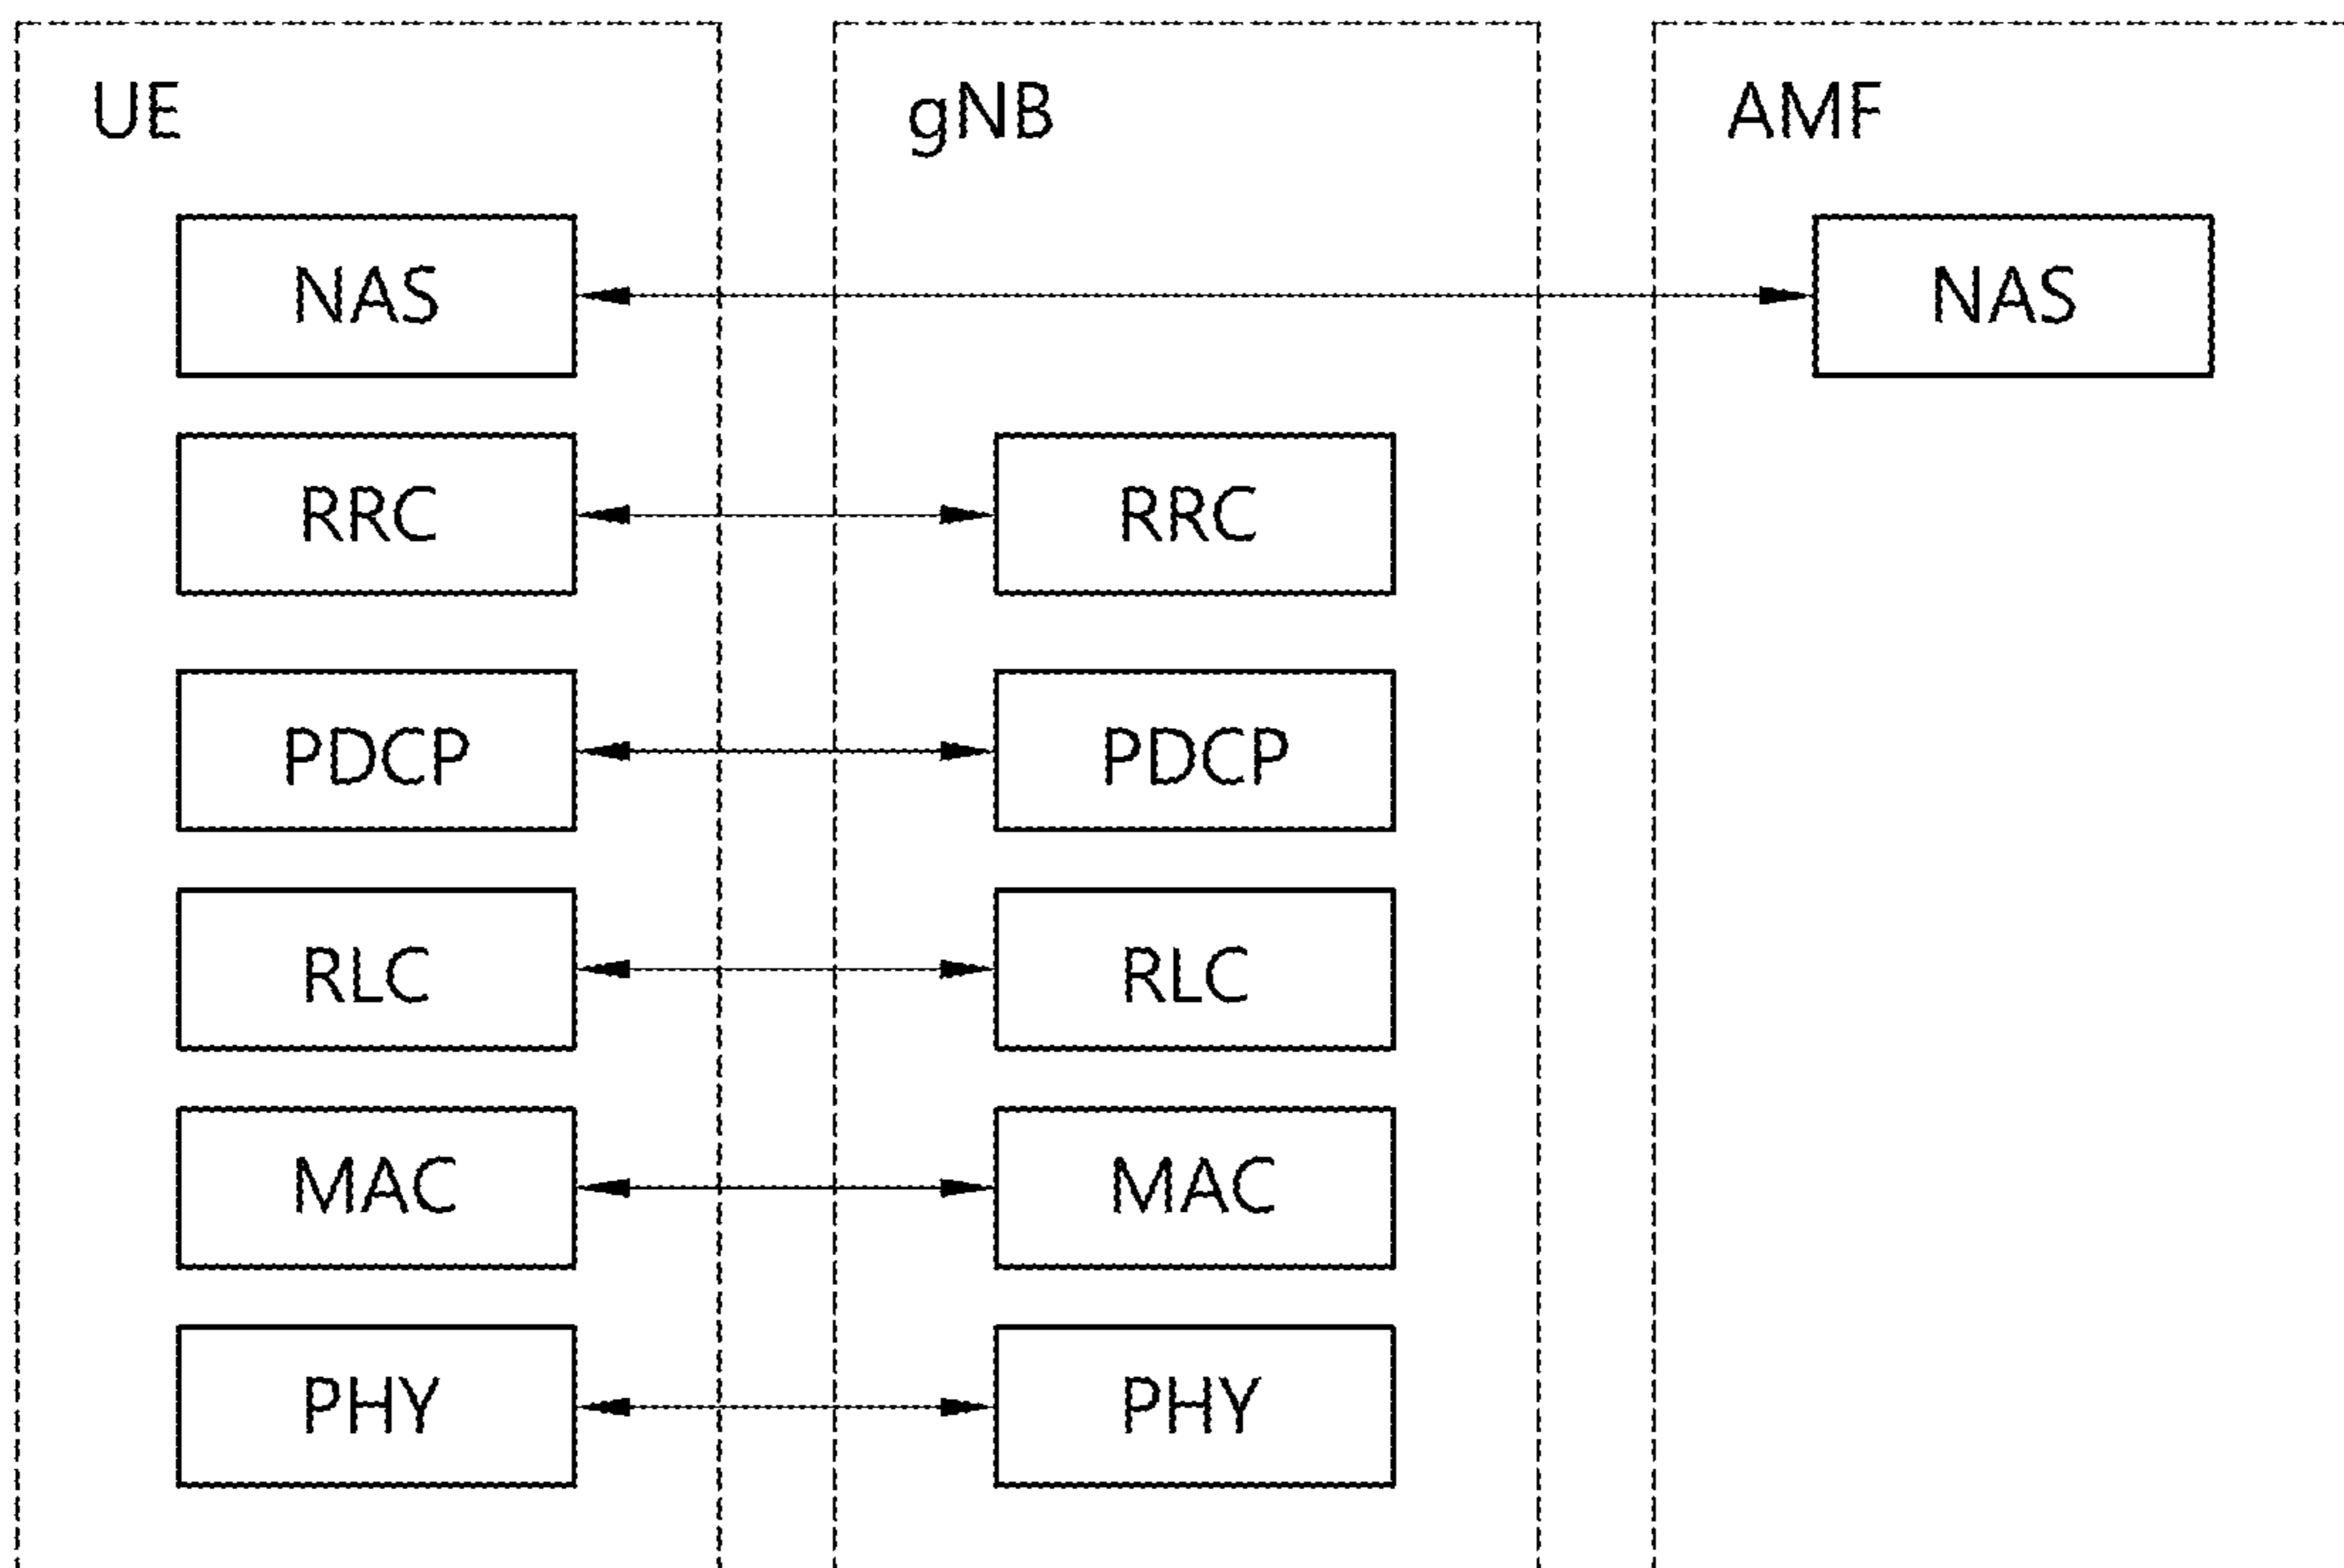 UE gNB AMF
NAS NAS
RRC RRC
PDCP PDCP
RLC RLC
MAC MAC
PHY PHY